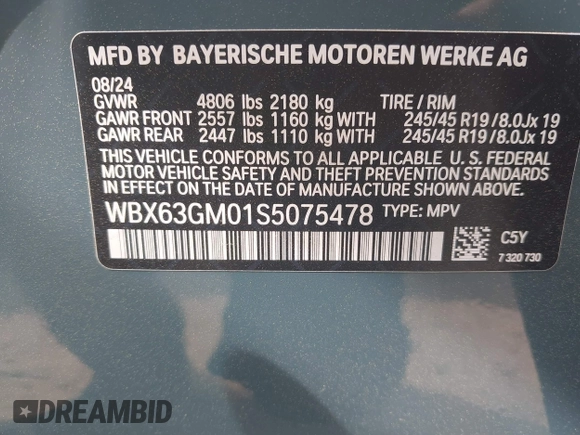 MFD BY BAYERISCHE MOTOREN WERKE AG
08/24
GVWR 4806 lbs 2180 kg TIRE / RIM
GAWR FRONT 2557 lbs 1160 kg WITH 245/45 R19/8.0Jx 19
GAWR REAR 2447 lbs 1110 kg WITH 245/45 R19/8.0Jx 19
THIS VEHICLE CONFORMS TO ALL APPLICABLE U.S. FEDERAL
MOTOR VEHICLE SAFETY AND THEFT PREVENTION STANDARDS
IN EFFECT ON THE DATE OF MANUFACTURE SHOWN ABOVE.
WBX63GM01S5075478 TYPE: MPV
C5Y
7 320 730
DREAMBID